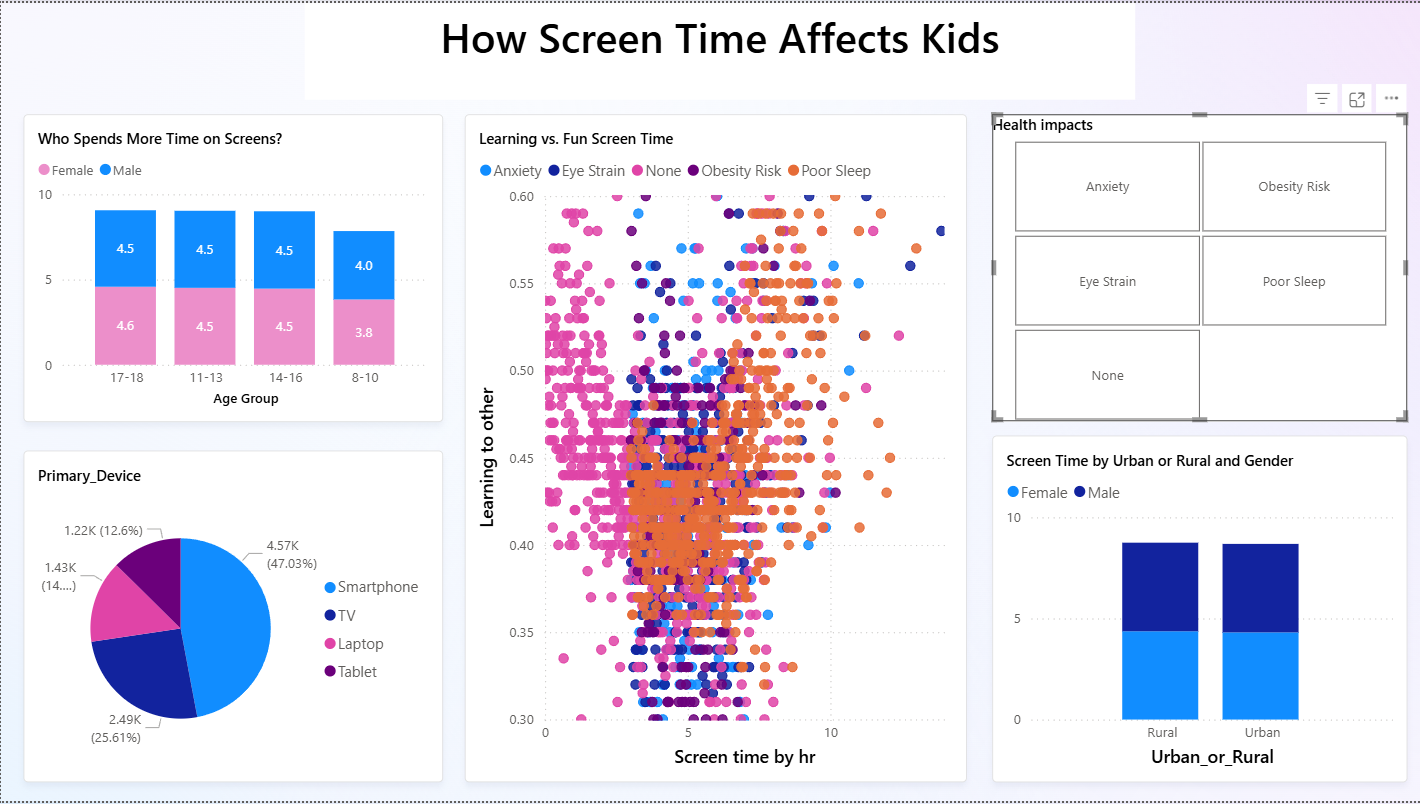 How Screen Time Affects Kids
Who Spends More Time on Screens?
Female Male
10
5
0
4.5 4.5 4.5 4.0
4.6 4.5 4.5 3.8
17-18 11-13 14-16 8-10
Age Group
Primary_Device
1.22K (12.6%)
4.57K
(47.03%)
1.43K
(14....)
2.49K
(25.61%)
Smartphone
TV
Laptop
Tablet
Learning vs. Fun Screen Time
Anxiety Eye Strain None Obesity Risk Poor Sleep
Learning to other
0.60
0.55
0.50
0.45
0.40
0.35
0.30
0 5 10
Screen time by hr
Health impacts
Anxiety Obesity Risk
Eye Strain Poor Sleep
None
Screen Time by Urban or Rural and Gender
Female Male
10
5
0
Rural Urban
Urban_or_Rural